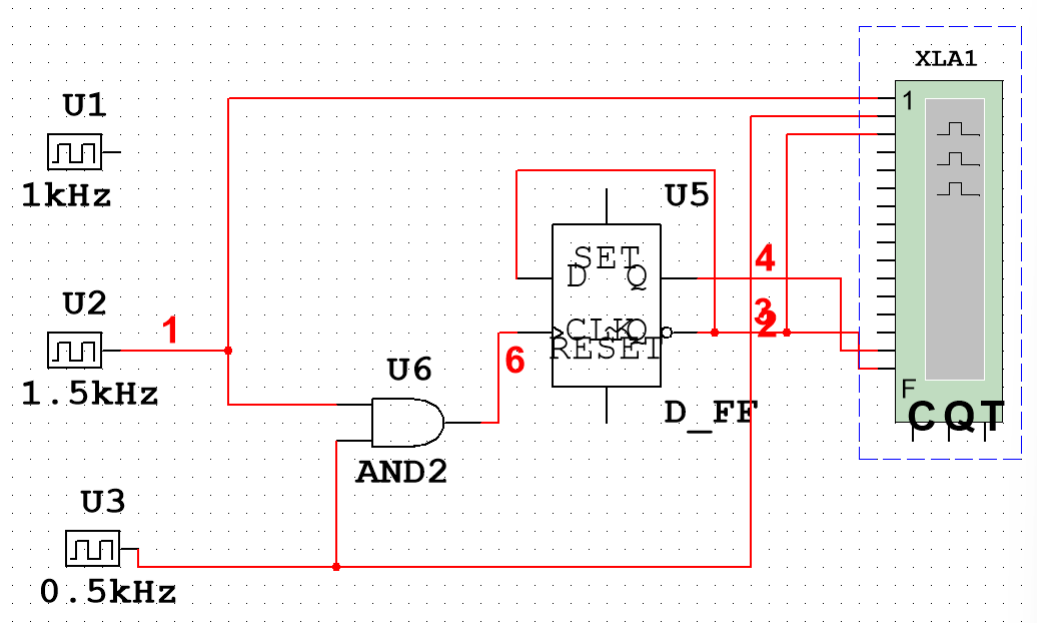 XLA1
U1
1
1kHz
U5
SET
D Q
4
U2
1
3
2
CLK ~Q
RESET
1.5kHz
U6
6
F
D_FF
C Q T
AND2
U3
0.5kHz